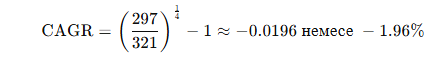 CAGR = (297/321)^(1/4) − 1 ≈ −0.0196 немесе − 1.96%